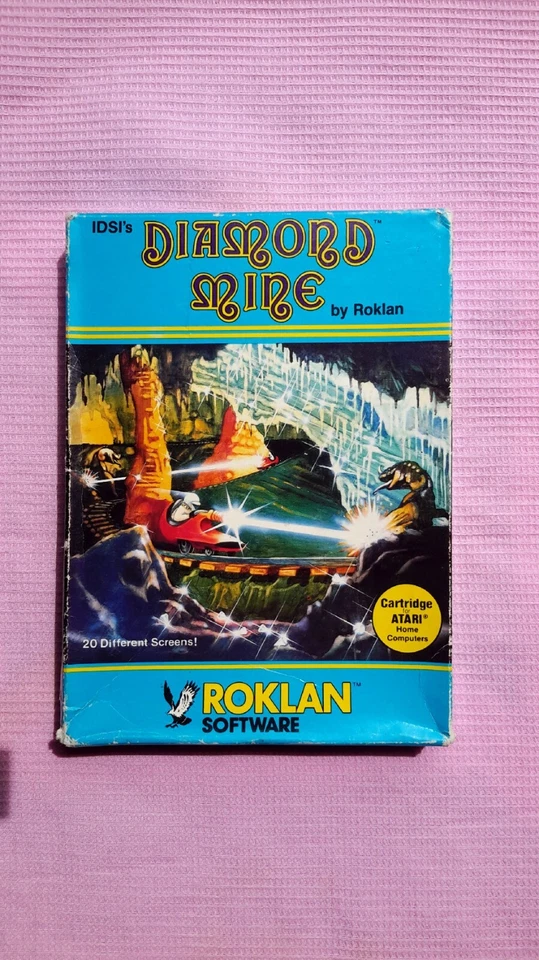 IDSI's
DIAMOND™
MINE
by Roklan
20 Different Screens!
Cartridge
for
ATARI®
Home
Computers
ROKLAN™
SOFTWARE